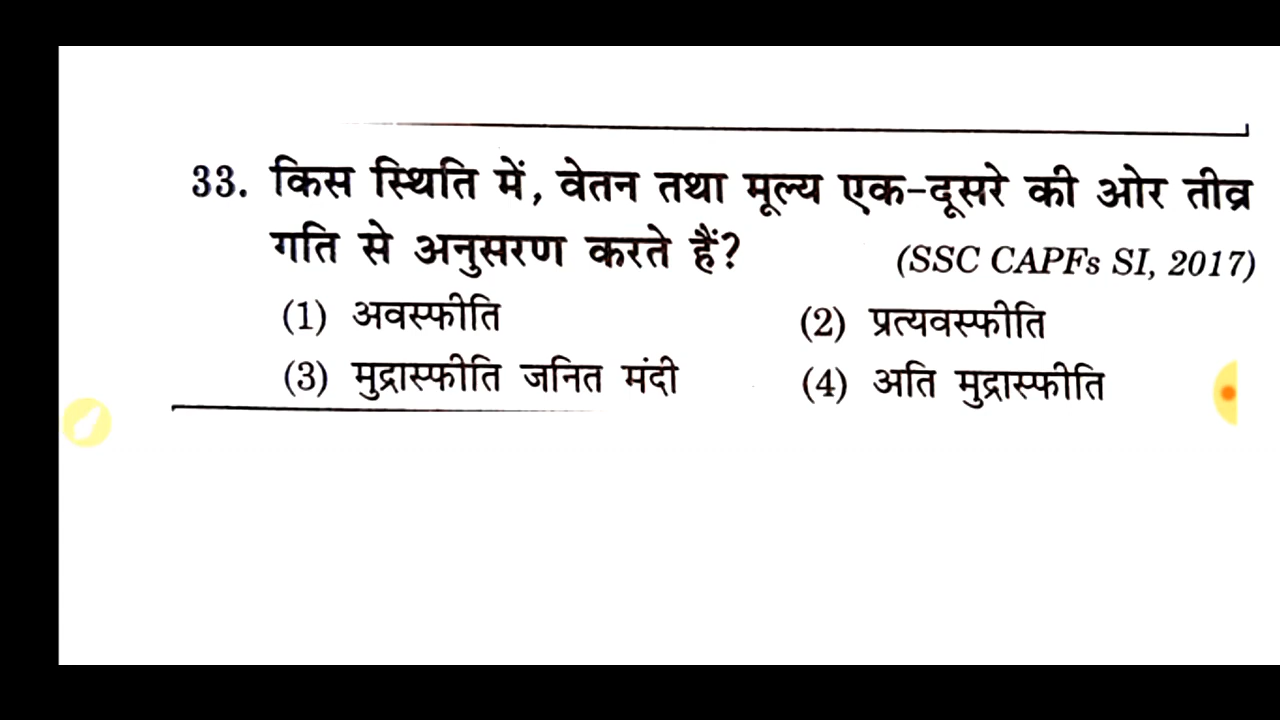 33. किस स्थिति में, वेतन तथा मूल्य एक-दूसरे की ओर तीव्र
गति से अनुसरण करते हैं? (SSC CAPFs SI, 2017)
(1) अवस्फीति (2) प्रत्यवस्फीति
(3) मुद्रास्फीति जनित मंदी (4) अति मुद्रास्फीति